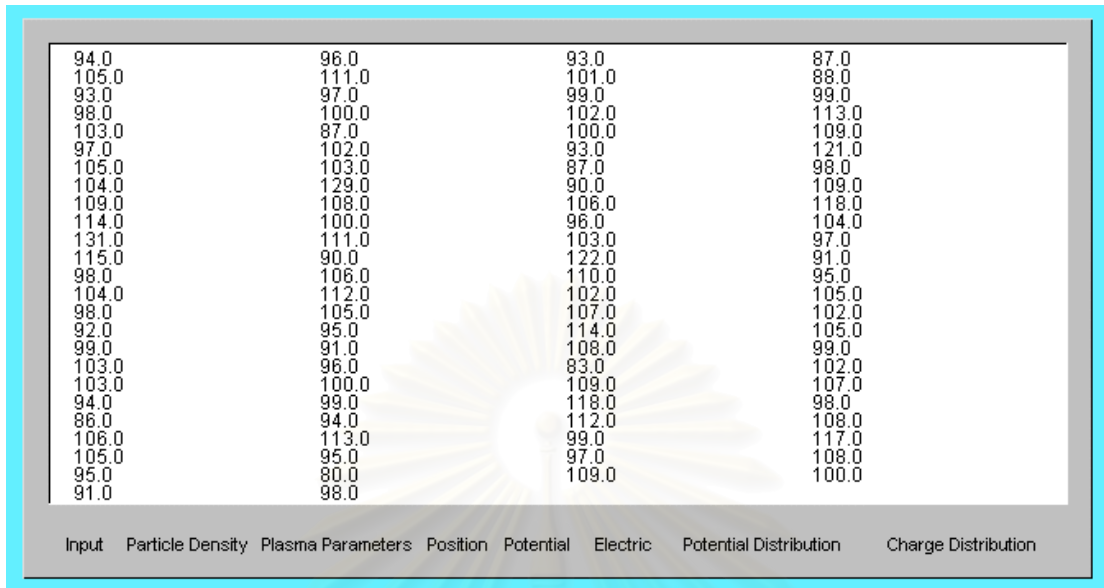 94.0 96.0 93.0 87.0
105.0 111.0 101.0 88.0
93.0 97.0 99.0 99.0
98.0 100.0 102.0 113.0
103.0 87.0 100.0 109.0
97.0 102.0 93.0 121.0
105.0 103.0 87.0 98.0
104.0 129.0 90.0 109.0
109.0 108.0 106.0 118.0
114.0 100.0 96.0 104.0
131.0 111.0 103.0 97.0
115.0 90.0 122.0 91.0
98.0 106.0 110.0 95.0
104.0 112.0 102.0 105.0
98.0 105.0 107.0 102.0
92.0 95.0 114.0 105.0
99.0 91.0 108.0 99.0
103.0 96.0 83.0 102.0
103.0 100.0 109.0 107.0
94.0 99.0 118.0 98.0
86.0 94.0 112.0 108.0
106.0 113.0 99.0 117.0
105.0 95.0 97.0 108.0
95.0 80.0 109.0 100.0
91.0 98.0
Input Particle Density Plasma Parameters Position Potential Electric Potential Distribution Charge Distribution